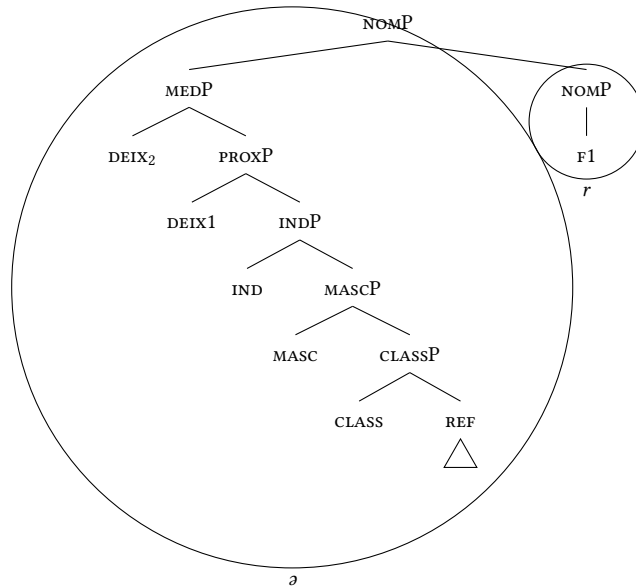 NOMP
MEDP NOMP
DEIX₂ PROXP F1
DEIX1 INDP r
IND MASCP
MASC CLASSP
CLASS REF
ə